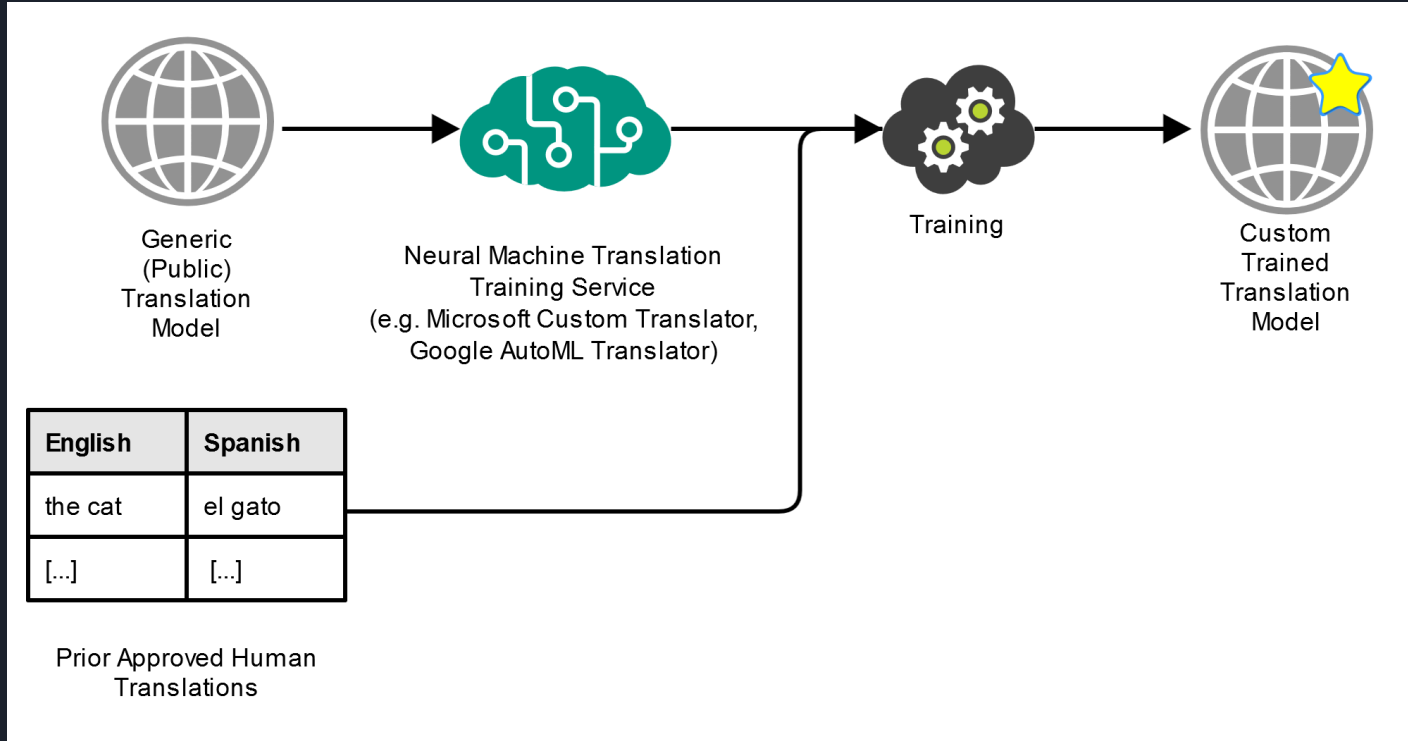 Generic
(Public)
Translation
Model
Neural Machine Translation
Training Service
(e.g. Microsoft Custom Translator,
Google AutoML Translator)
Training
Custom
Trained
Translation
Model
English Spanish
the cat el gato
[...] [...]
Prior Approved Human
Translations